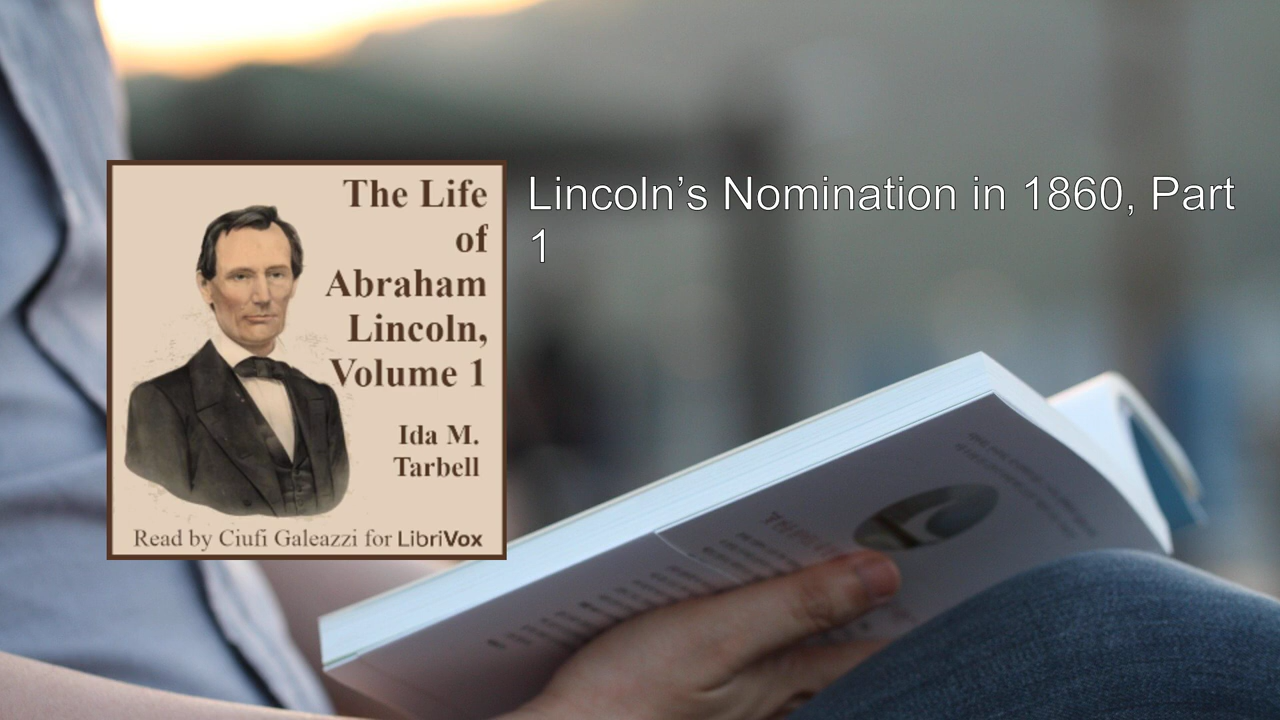 The Life
of
Abraham
Lincoln,
Volume 1
Ida M.
Tarbell
Read by Ciufi Galeazzi for LibriVox
Lincoln’s Nomination in 1860, Part
1